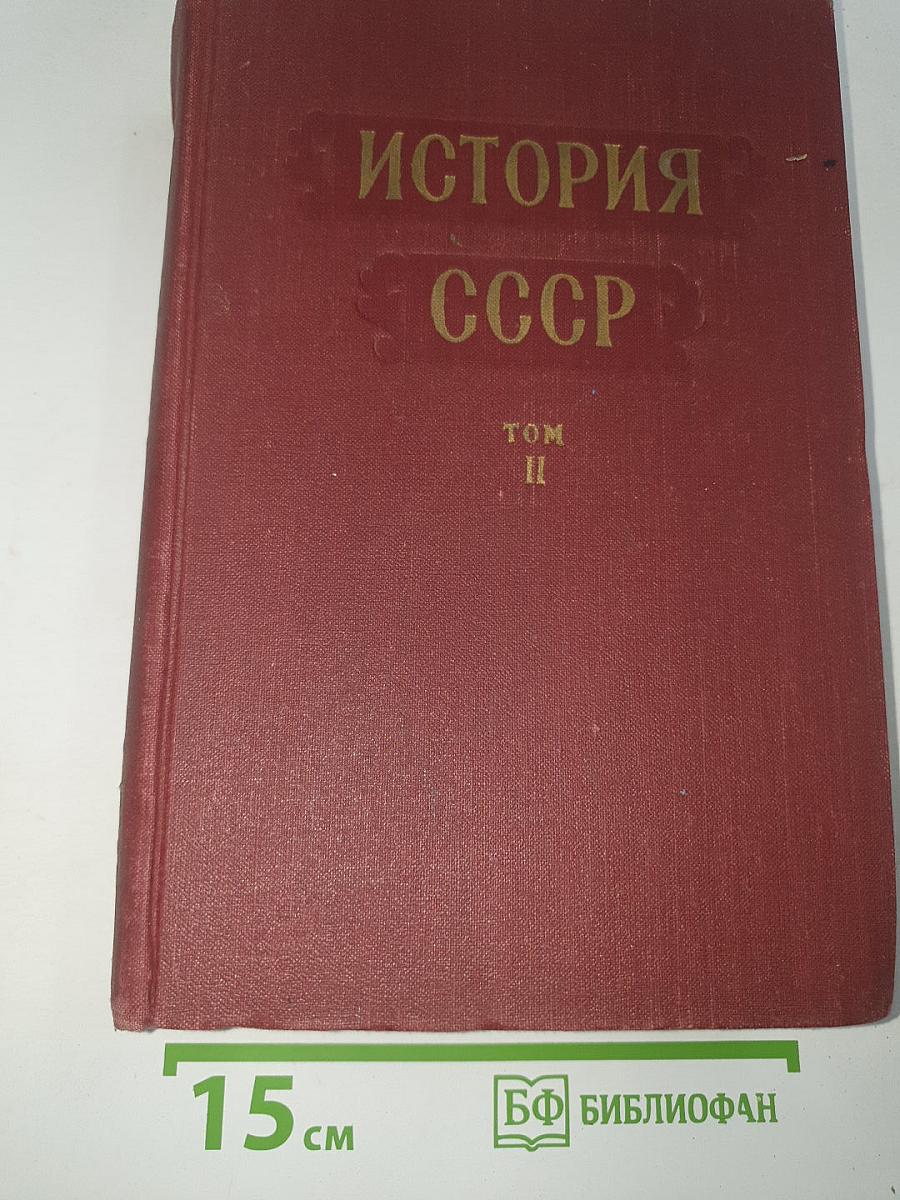 ИСТОРИЯ
СССР
ТОМ
II
15 см
БФ БИБЛИОФАН